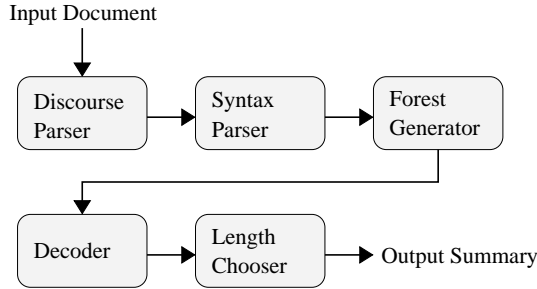 Input Document
Discourse
Parser
Syntax
Parser
Forest
Generator
Decoder
Length
Chooser
Output Summary